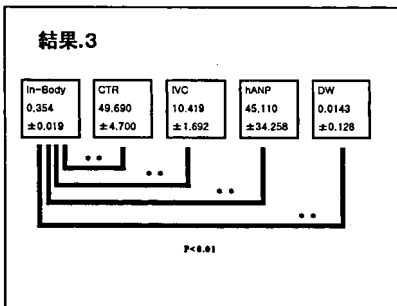 結果.3
In-Body CTR IVC hANP DW
0.354 49.690 10.419 45.110 0.0143
±0.019 ±4.700 ±1.692 ±34.258 ±0.128
**
**
**
**
P<0.01